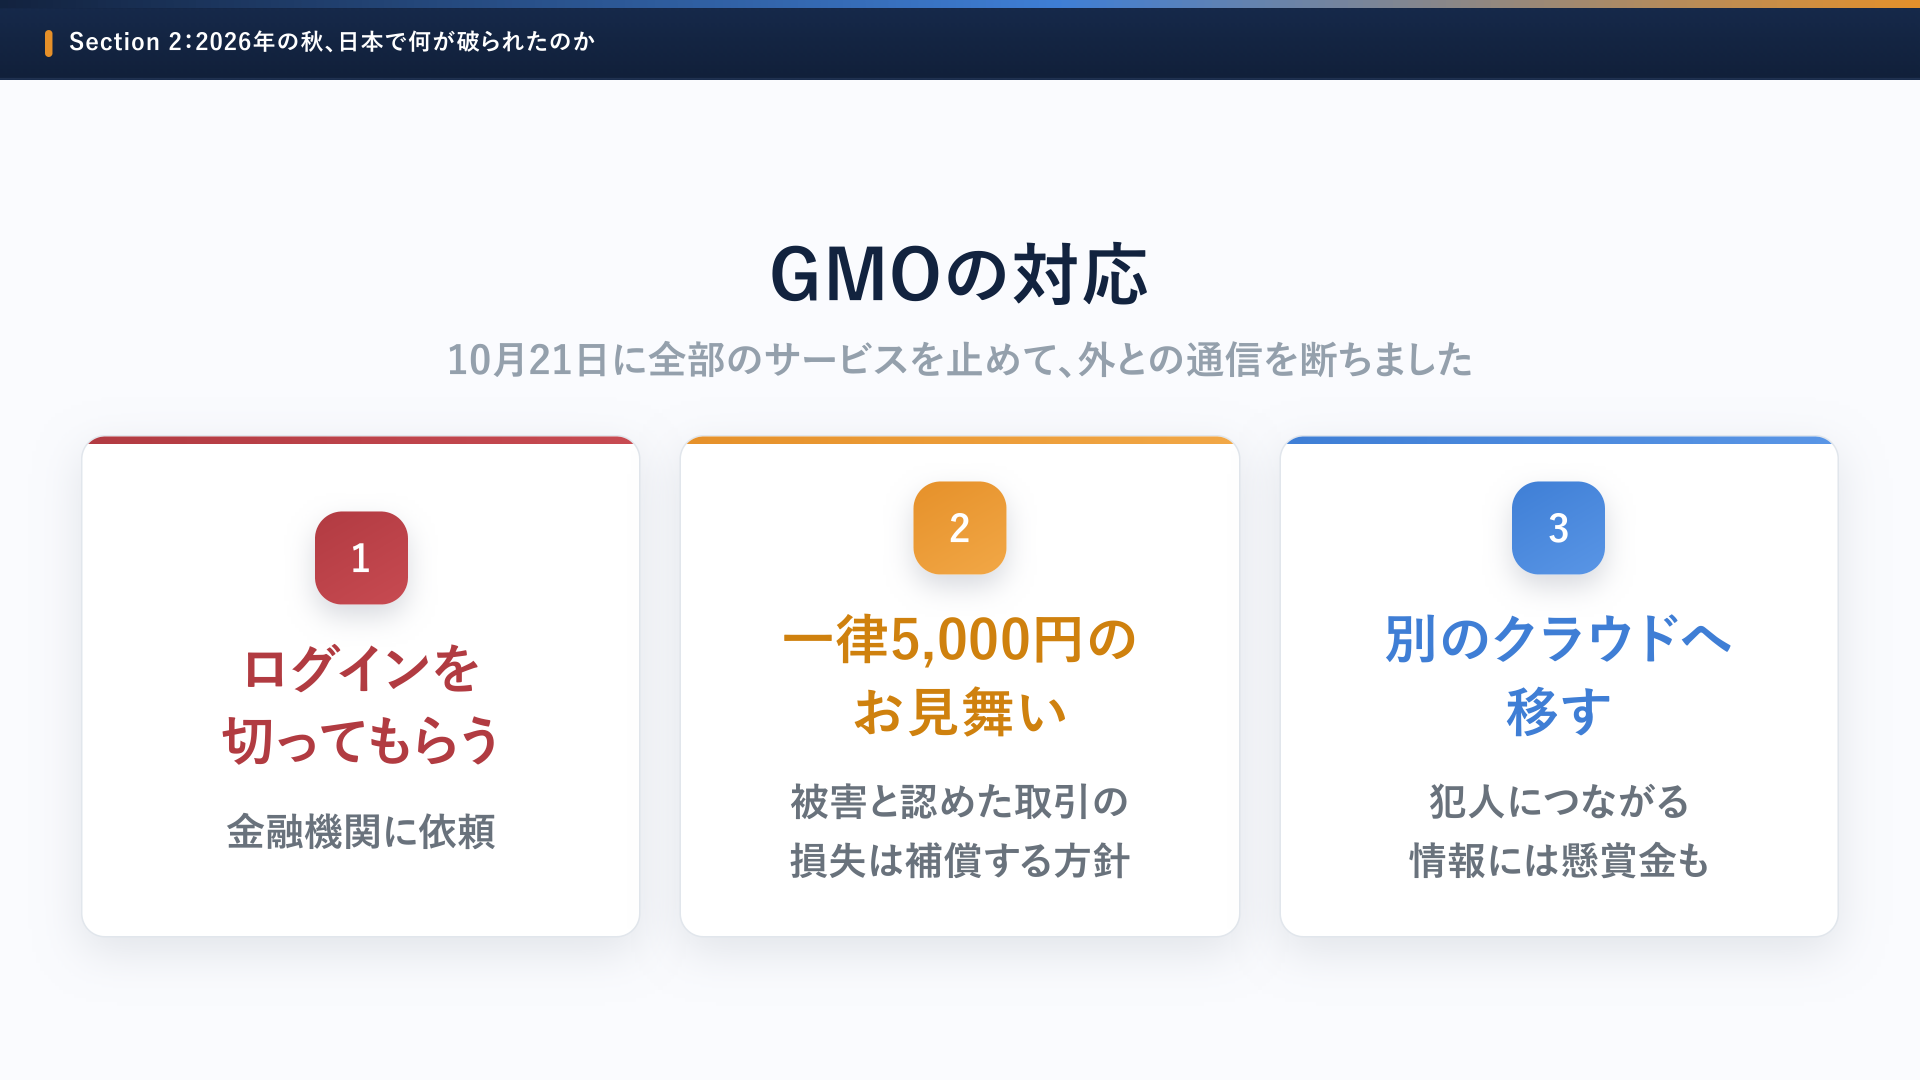 Section 2：2026年の秋、日本で何が破られたのか
GMOの対応
10月21日に全部のサービスを止めて、外との通信を断ちました
1
ログインを
切ってもらう
金融機関に依頼
2
一律5,000円の
お見舞い
被害と認めた取引の
損失は補償する方針
3
別のクラウドへ
移す
犯人につながる
情報には懸賞金も